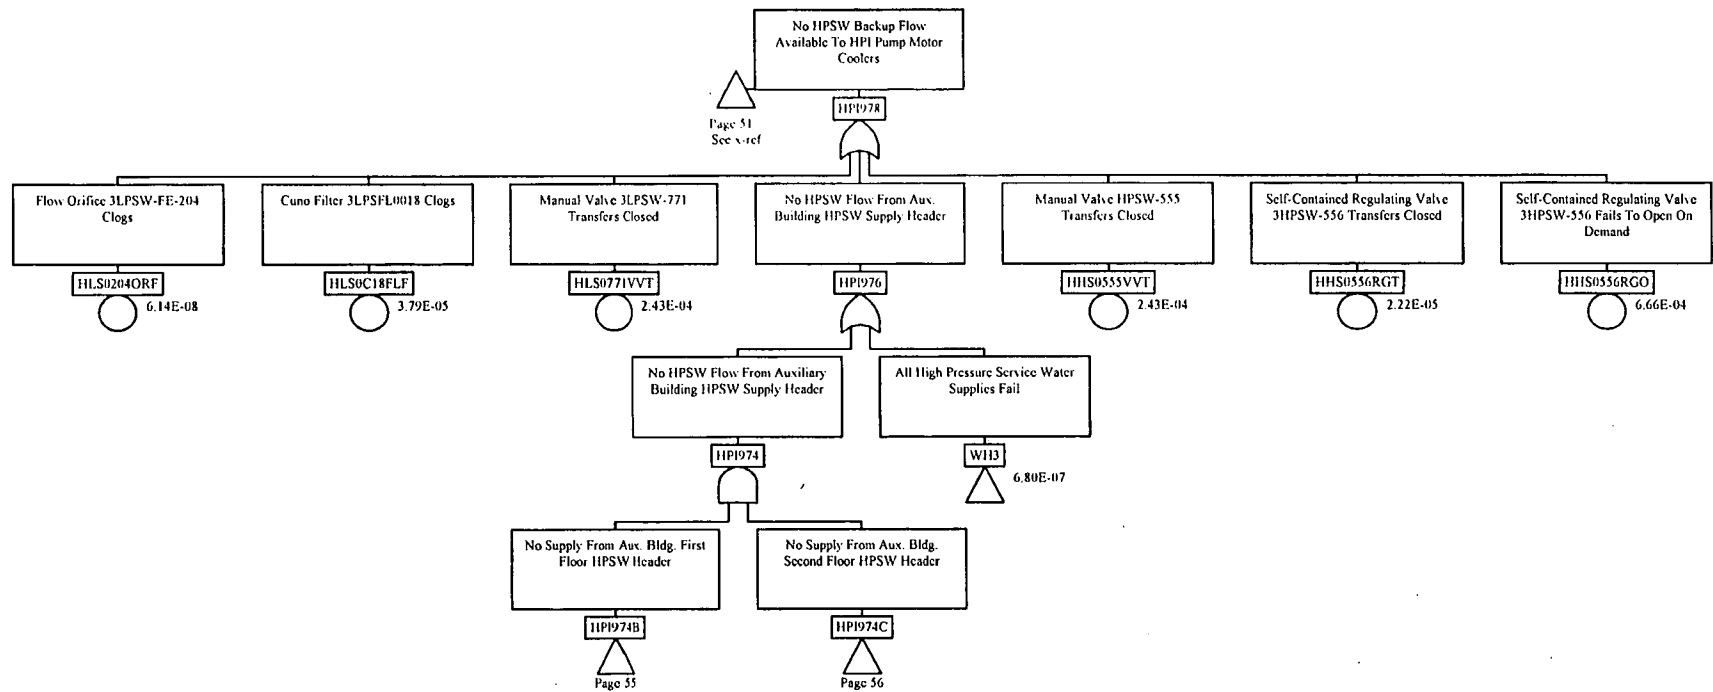 No HPSW Backup Flow
Available To HPI Pump Motor
Coolers
HPI978
Page 51
See x-ref
Flow Orifice 3LPSW-FE-204
Clogs
HLS0204ORF
6.14E-08
Cuno Filter 3LPSFL0018 Clogs
HLS0C18FLF
3.79E-05
Manual Valve 3LPSW-771
Transfers Closed
HLS0771VVT
2.43E-04
No HPSW Flow From Aux.
Building HPSW Supply Header
HPI976
Manual Valve HPSW-555
Transfers Closed
HHS0555VVT
2.43E-04
Self-Contained Regulating Valve
3HPSW-556 Transfers Closed
HHS0556RGT
2.22E-05
Self-Contained Regulating Valve
3HPSW-556 Fails To Open On
Demand
HHS0556RGO
6.66E-04
No HPSW Flow From Auxiliary
Building HPSW Supply Header
HPI974
All High Pressure Service Water
Supplies Fail
WH3
6.80E-07
No Supply From Aux. Bldg. First
Floor HPSW Header
HPI974B
Page 55
No Supply From Aux. Bldg.
Second Floor HPSW Header
HPI974C
Page 56